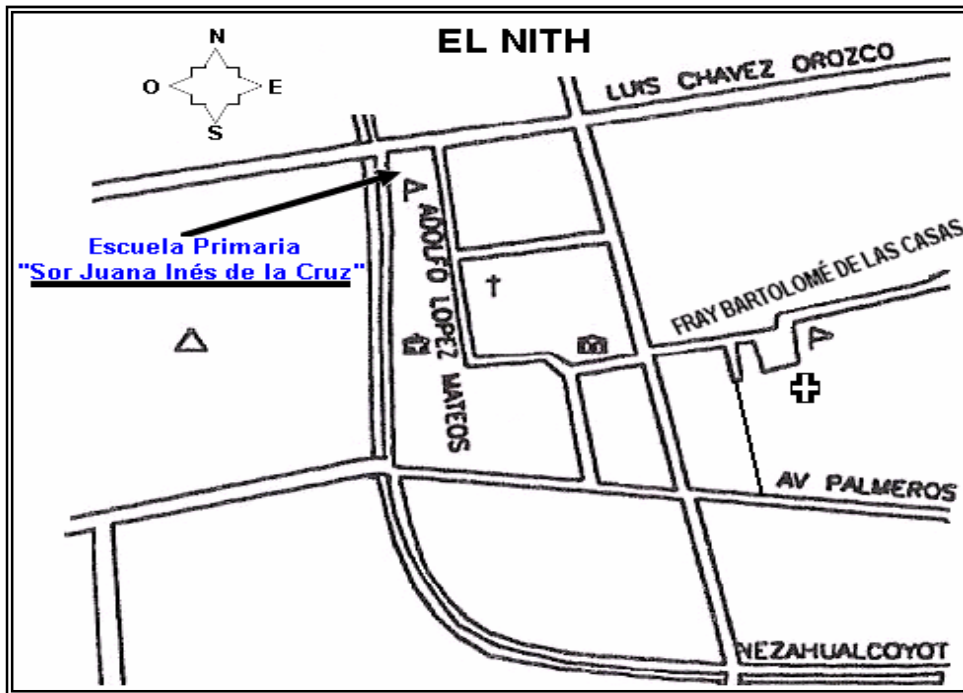 EL NITH
N
O E
S
LUIS CHAVEZ OROZCO
Escuela Primaria
"Sor Juana Inés de la Cruz"
ADOLFO LOPEZ MATEOS
FRAY BARTOLOMÉ DE LAS CASAS
AV PALMEROS
NEZAHUALCOYOT